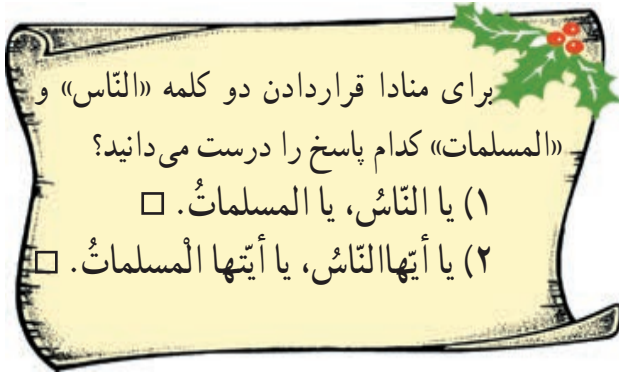 برای منادا قراردادن دو کلمه «النّاس» و
«المسلمات» کدام پاسخ را درست می‌دانید؟
۱) یا النّاسُ، یا المسلماتُ. □
۲) یا أیّهاالنّاسُ، یا أیّتها الْمسلماتُ. □